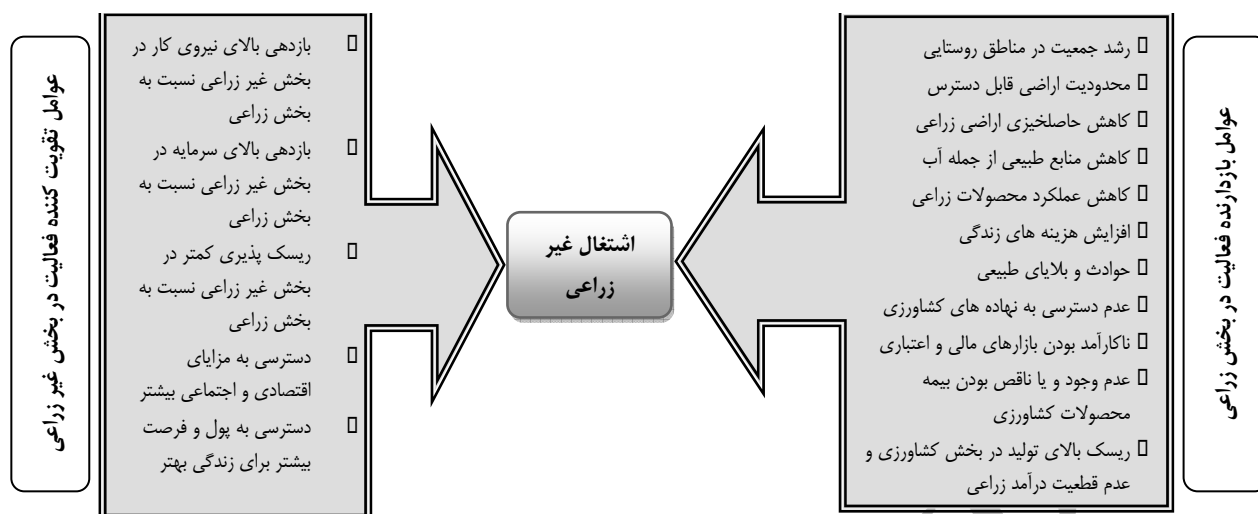 عوامل بازدارنده فعالیت در بخش زراعی
رشد جمعیت در مناطق روستایی
محدودیت اراضی قابل دسترس
کاهش حاصلخیزی اراضی زراعی
کاهش منابع طبیعی از جمله آب
کاهش عملکرد محصولات زراعی
افزایش هزینه های زندگی
حوادث و بلایای طبیعی
عدم دسترسی به نهاده های کشاورزی
ناکارآمد بودن بازارهای مالی و اعتباری
عدم وجود و یا ناقص بودن بیمه
محصولات کشاورزی
ریسک بالای تولید در بخش کشاورزی و
عدم قطعیت درآمد زراعی
اشتغال غیر
زراعی
بازدهی بالای نیروی کار در
بخش غیر زراعی نسبت به
بخش زراعی
بازدهی بالای سرمایه در
بخش غیر زراعی نسبت به
بخش زراعی
ریسک پذیری کمتر در
بخش غیر زراعی نسبت به
بخش زراعی
دسترسی به مزایای
اقتصادی و اجتماعی بیشتر
دسترسی به پول و فرصت
بیشتر برای زندگی بهتر
عوامل تقویت کننده فعالیت در بخش غیر زراعی